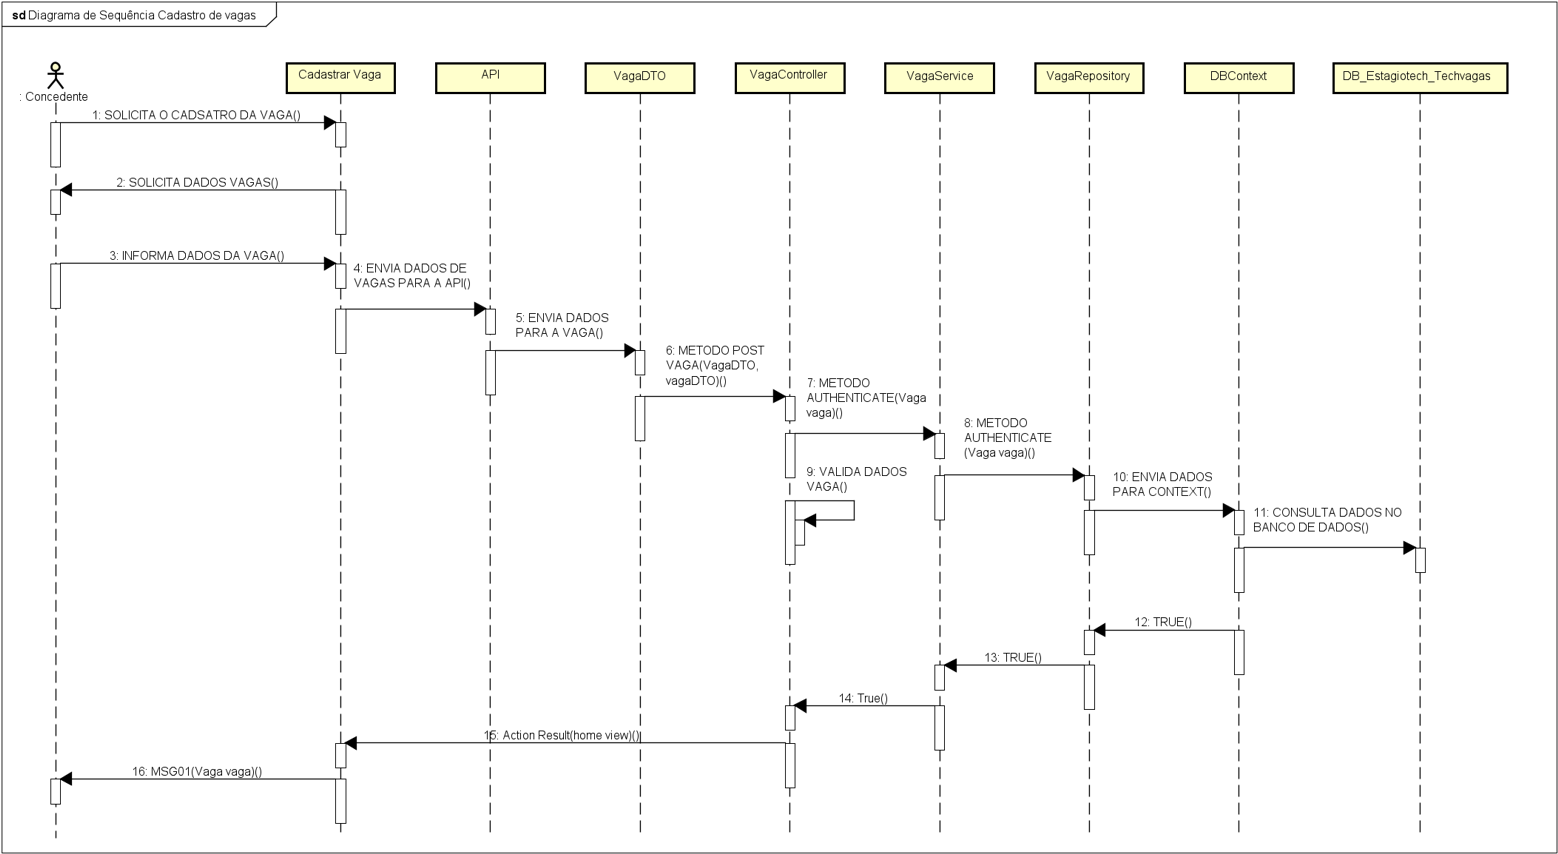 sd Diagrama de Sequência Cadastro de vagas
: Concedente
Cadastrar Vaga
API
VagaDTO
VagaController
VagaService
VagaRepository
DBContext
DB_Estagiotech_Techvagas
1: SOLICITA O CADSATRO DA VAGA()
2: SOLICITA DADOS VAGAS()
3: INFORMA DADOS DA VAGA()
4: ENVIA DADOS DE
VAGAS PARA A API()
5: ENVIA DADOS
PARA A VAGA()
6: METODO POST
VAGA(VagaDTO,
vagaDTO)()
7: METODO
AUTHENTICATE(Vaga
vaga)()
8: METODO
AUTHENTICATE
(Vaga vaga)()
9: VALIDA DADOS
VAGA()
10: ENVIA DADOS
PARA CONTEXT()
11: CONSULTA DADOS NO
BANCO DE DADOS()
12: TRUE()
13: TRUE()
14: True()
15: Action Result(home view)()
16: MSG01(Vaga vaga)()